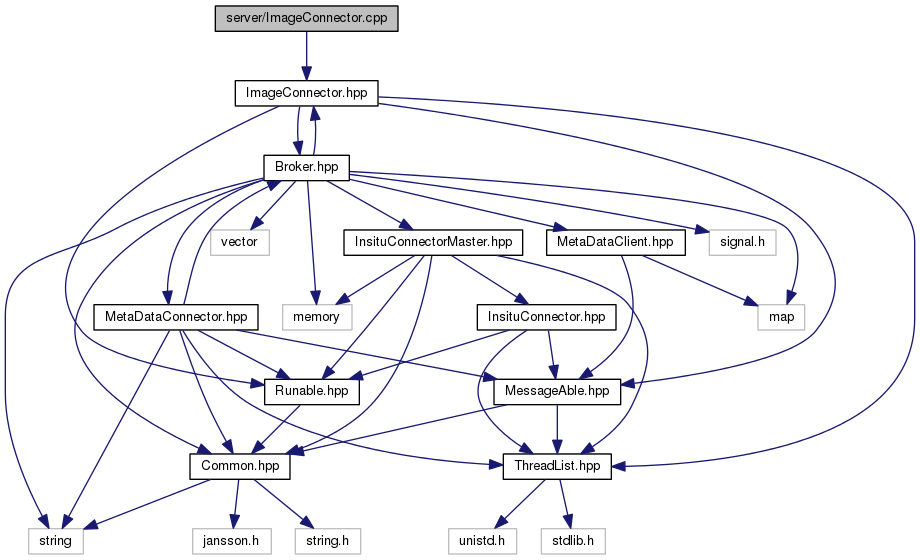 server/ImageConnector.cpp
ImageConnector.hpp
Broker.hpp
vector
InsituConnectorMaster.hpp
MetaDataClient.hpp
signal.h
MetaDataConnector.hpp
memory
InsituConnector.hpp
map
Runable.hpp
MessageAble.hpp
Common.hpp
ThreadList.hpp
string
jansson.h
string.h
unistd.h
stdlib.h